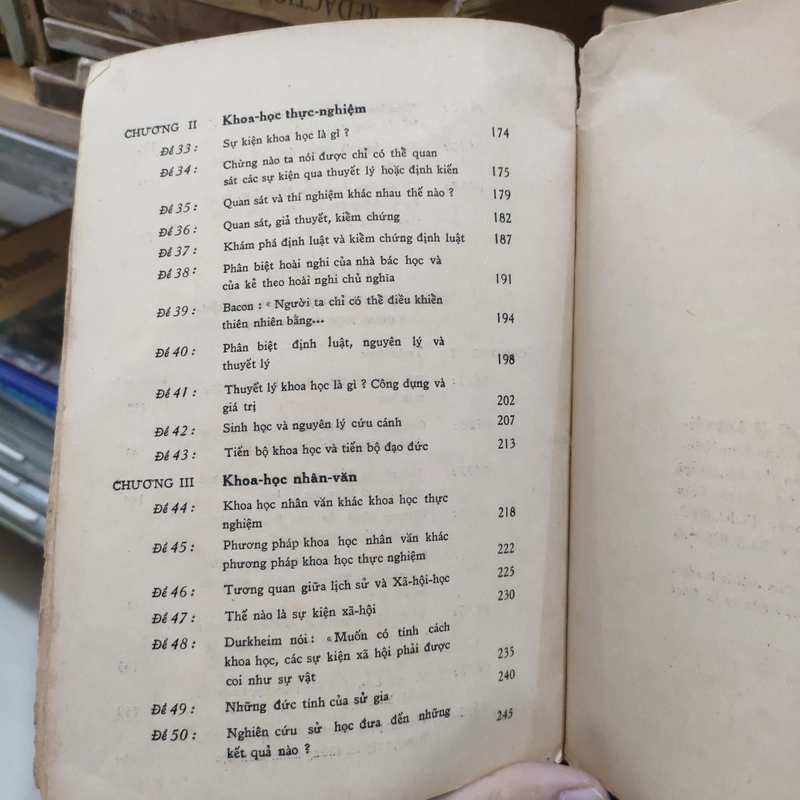 REDACTIO
CHƯƠNG II Khoa-học thực-nghiệm
Đề 33 : Sự kiện khoa học là gì ? 174
Đề 34 : Chừng nào ta nói được chỉ có thể quan
sát các sự kiện qua thuyết lý hoặc định kiến 175
Đề 35 : Quan sát và thí nghiệm khác nhau thế nào ? 179
Đề 36 : Quan sát, giả thuyết, kiềm chứng 182
Đề 37 : Khám phá định luật và kiềm chứng định luật 187
Đề 38 : Phân biệt hoài nghi của nhà bác học và
của kẻ theo hoài nghi chủ nghĩa 191
Đề 39 : Bacon : « Người ta chỉ có thể điều khiền
thiên nhiên bằng... 194
Đề 40 : Phân biệt định luật, nguyên lý và
thuyết lý 198
Đề 41 : Thuyết lý khoa học là gì ? Công dụng và
giá trị 202
Đề 42 : Sinh học và nguyên lý cứu cánh 207
Đề 43 : Tiến bộ khoa học và tiến bộ đạo đức 213
CHƯƠNG III Khoa-học nhân-văn
Đề 44 : Khoa học nhân văn khác khoa học thực
nghiệm 218
Đề 45 : Phương pháp khoa học nhân văn khác
phương pháp khoa học thực nghiệm 222
Đề 46 : Tương quan giữa lịch sử và Xã-hội-học 225
Đề 47 : Thế nào là sự kiện xã-hội 230
Đề 48 : Durkheim nói : « Muốn có tính cách
khoa học, các sự kiện xã hội phải được
coi như sự vật 235
Đề 49 : Những đức tính của sử gia 240
Đề 50 : Nghiên cứu sử học đưa đến những
kết quả nào ? 245